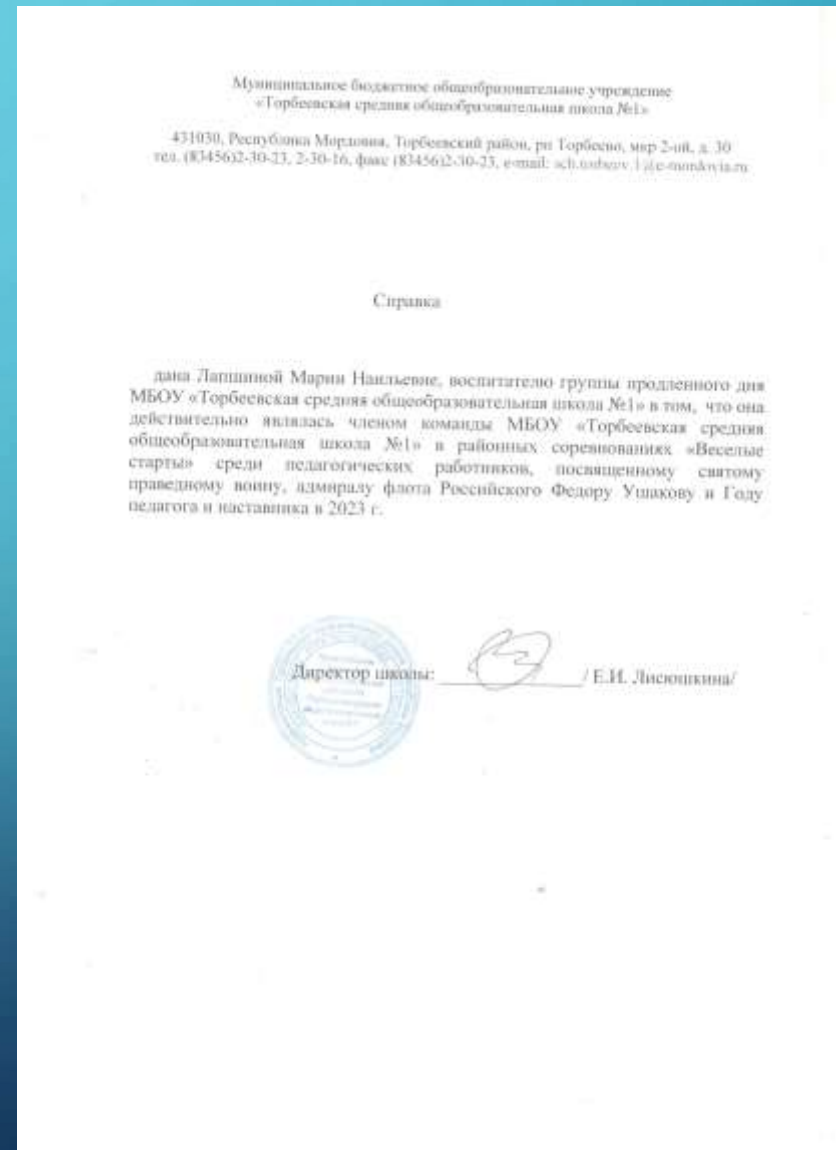 Муниципальное бюджетное общеобразовательное учреждение
«Торбеевская средняя общеобразовательная школа №1»
431030, Республика Мордовия, Торбеевский район, рп Торбеево, мкр 2-ой, д. 30
тел. (83456)2-30-23, 2-30-16, факс (83456)2-30-23, e-mail:
Справка
дана Лапшиной Марии Наильевне, воспитателю группы продленного дня
МБОУ «Торбеевская средняя общеобразовательная школа №1» в том, что она
действительно являлась членом команды МБОУ «Торбеевская средняя
общеобразовательная школа №1» в районных соревнованиях «Веселые
старты» среди педагогических работников, посвященному святому
праведному воину, адмиралу флота Российского Федору Ушакову и Году
педагога и наставника в 2023 г.
Директор школы: / Е.И. Лисюшкина/